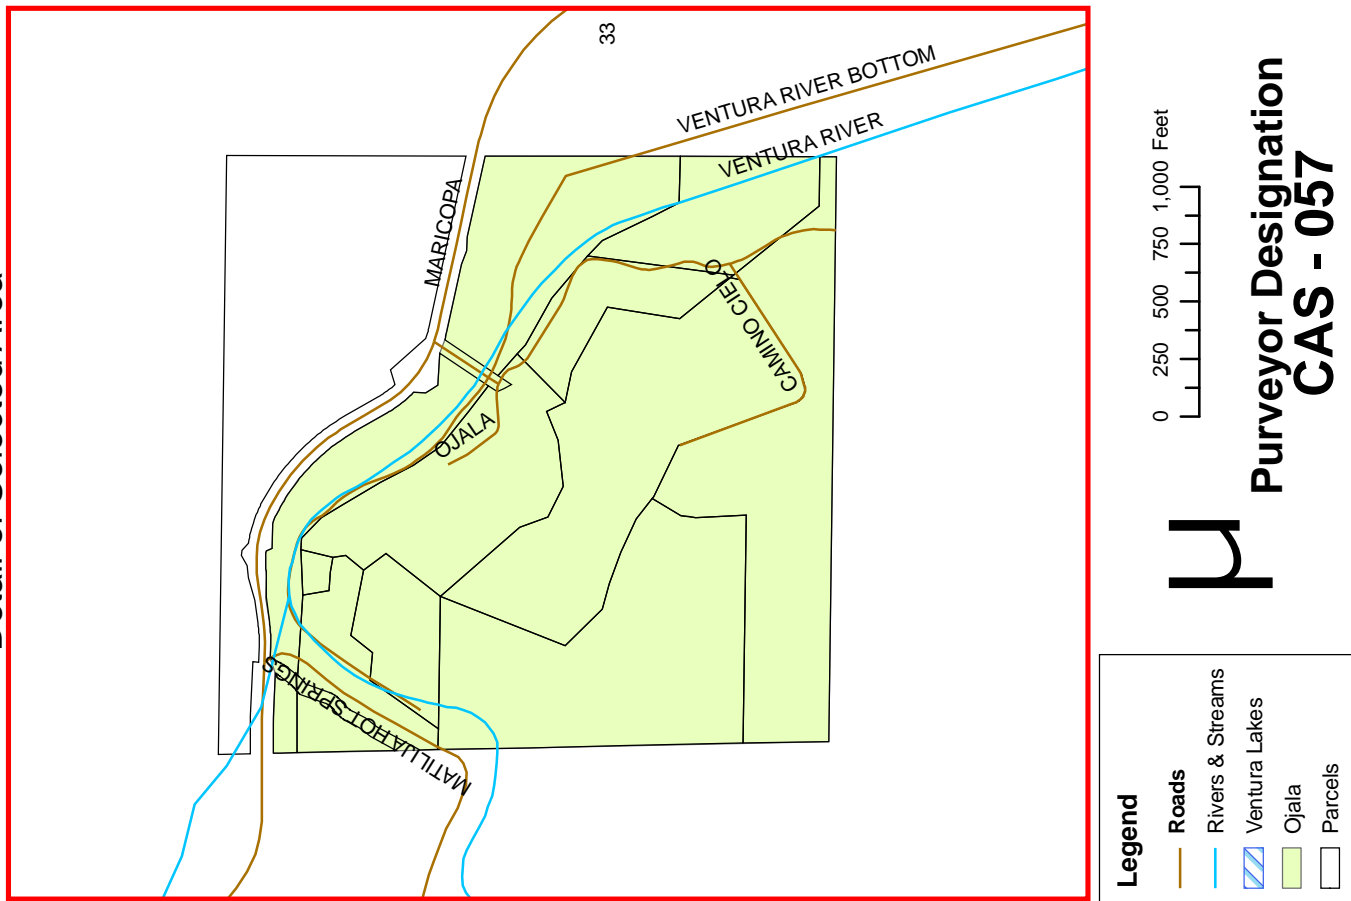 33
VENTURA RIVER BOTTOM
VENTURA RIVER
MARICOPA
CAMINO CIELO
OJALA
MATILIJA HOT SPRINGS
0 250 500 750 1,000 Feet
Purveyor Designation
CAS - 057
Legend
Roads
Rivers & Streams
Ventura Lakes
Ojala
Parcels